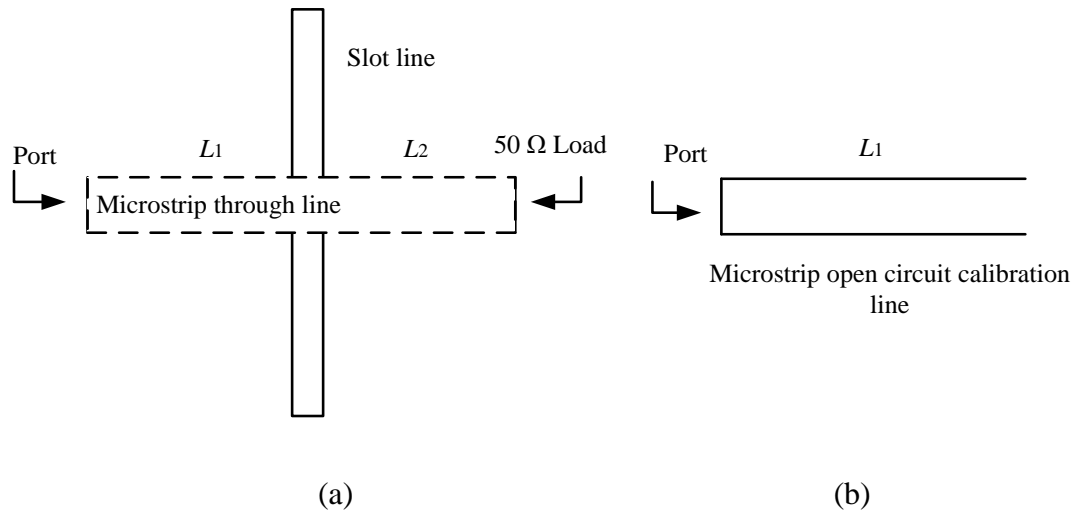 Slot line
L1
L2
50 Ω Load
Port
Microstrip through line
(a)
L1
Port
Microstrip open circuit calibration
line
(b)